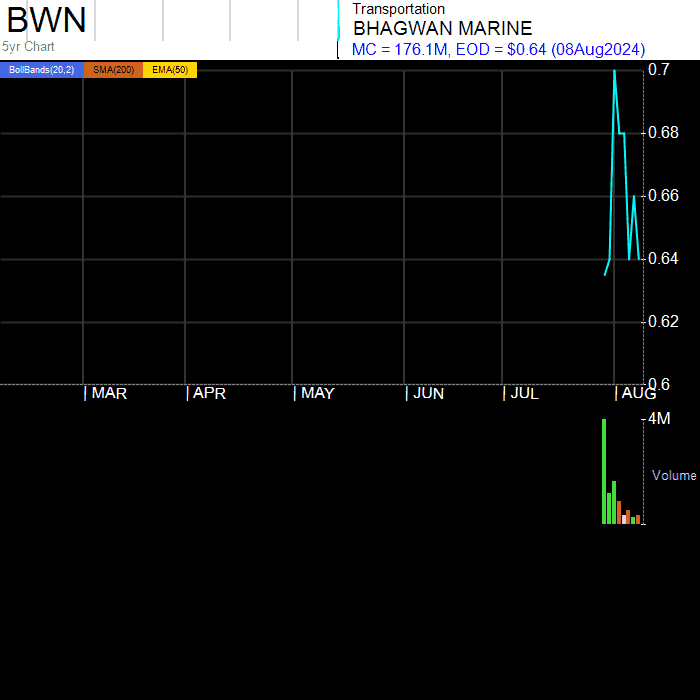 BWN
5yr Chart
Transportation
BHAGWAN MARINE
MC = 176.1M, EOD = $0.64 (08Aug2024)
BollBands(20,2) SMA(200) EMA(50)
0.7
0.68
0.66
0.64
0.62
0.6
| MAR | APR | MAY | JUN | JUL | AUG
4M
Volume